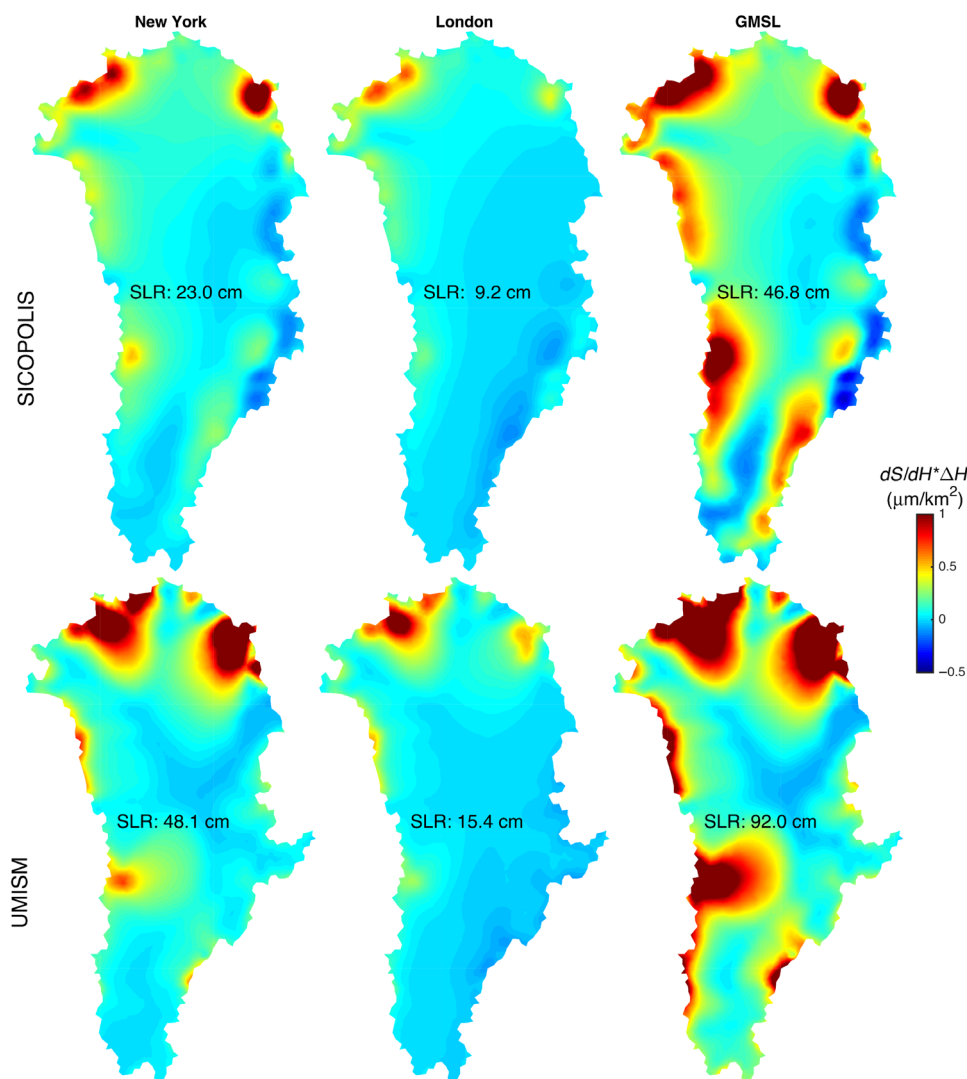 New York London GMSL
SICOPOLIS
SLR: 23.0 cm SLR: 9.2 cm SLR: 46.8 cm
dS/dH*ΔH
(μm/km²)
1
0.5
0
−0.5
UMISM
SLR: 48.1 cm SLR: 15.4 cm SLR: 92.0 cm